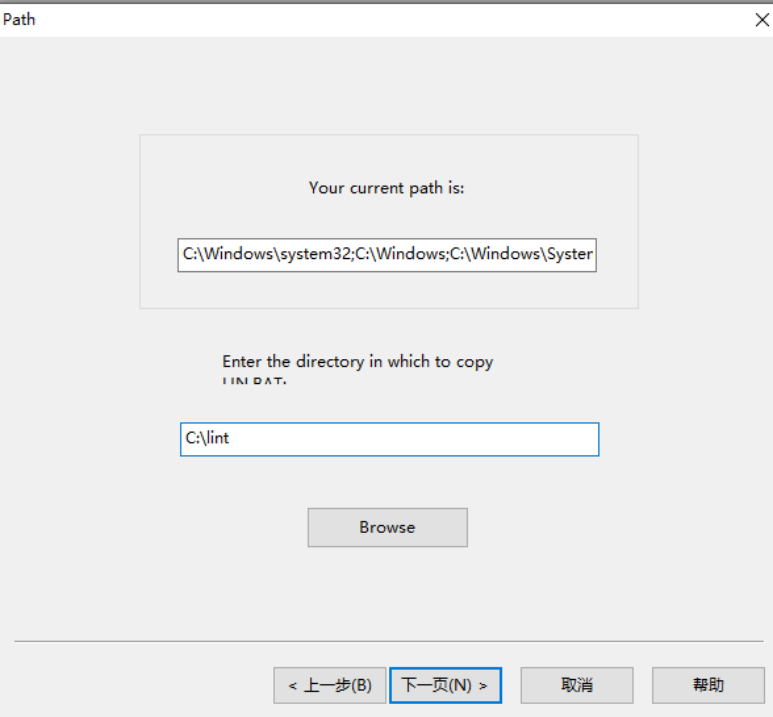 Path
Your current path is:
C:\Windows\system32;C:\Windows;C:\Windows\Syster
Enter the directory in which to copy
C:\lint
Browse
< 上一步(B)
下一页(N) >
取消
帮助